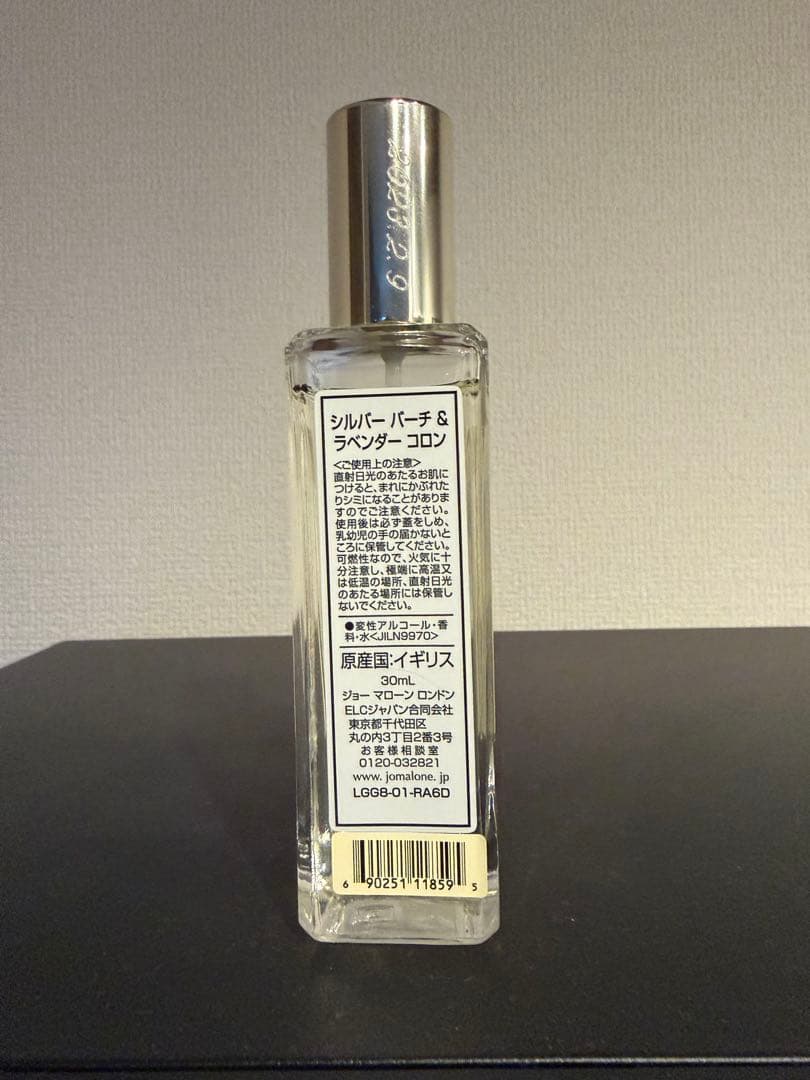 2023.2.9
シルバー バーチ &
ラベンダー コロン
<ご使用上の注意>
直射日光のあたるお肌に
つけると、まれにかぶれた
りシミになることがありま
すのでご注意ください。
使用後は必ず蓋をしめ、
乳幼児の手の届かないと
ころに保管してください。
可燃性なので、火気に十
分注意し、極端に高温又
は低温の場所、直射日光
のあたる場所には保管し
ないでください。
●変性アルコール・香
料・水<JILN9970>
原産国:イギリス
30mL
ジョー マローン ロンドン
ELCジャパン合同会社
東京都千代田区
丸の内3丁目2番3号
お客様相談室
0120-032821
www. jomalone. jp
LGG8-01-RA6D
6 90251 11859 5